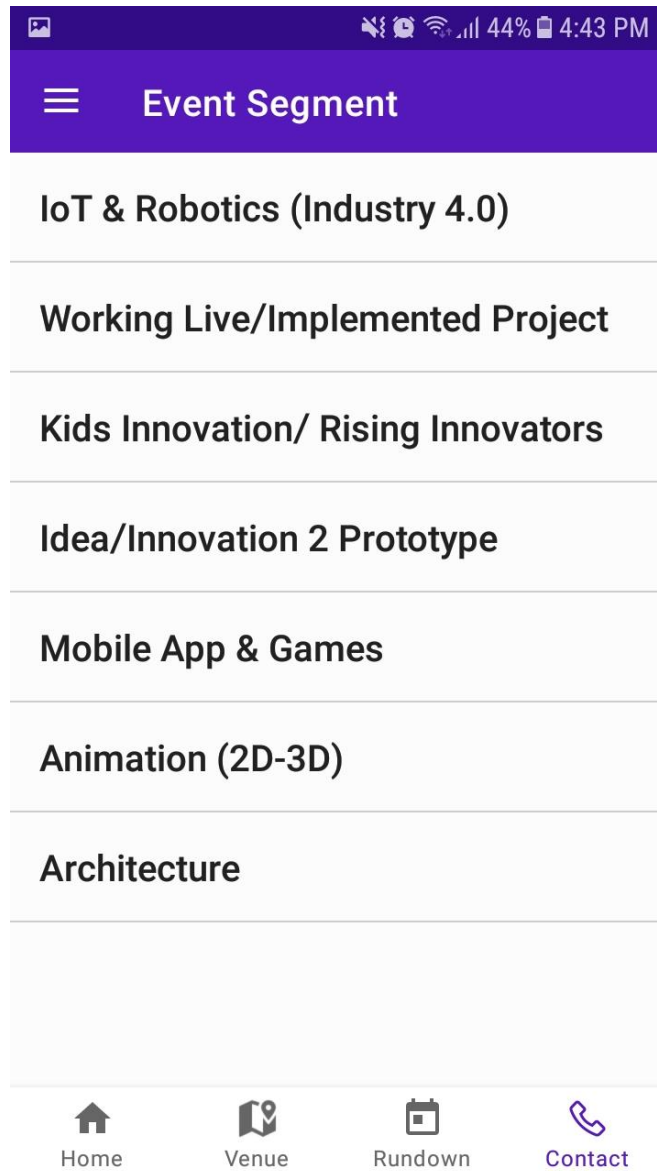 44% 4:43 PM
Event Segment
IoT & Robotics (Industry 4.0)
Working Live/Implemented Project
Kids Innovation/ Rising Innovators
Idea/Innovation 2 Prototype
Mobile App & Games
Animation (2D-3D)
Architecture
Home Venue Rundown Contact